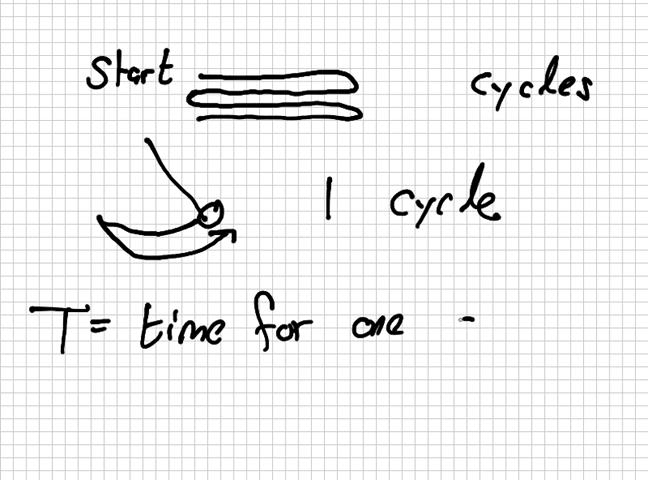 Start cycles
1 cycle
T = time for one -